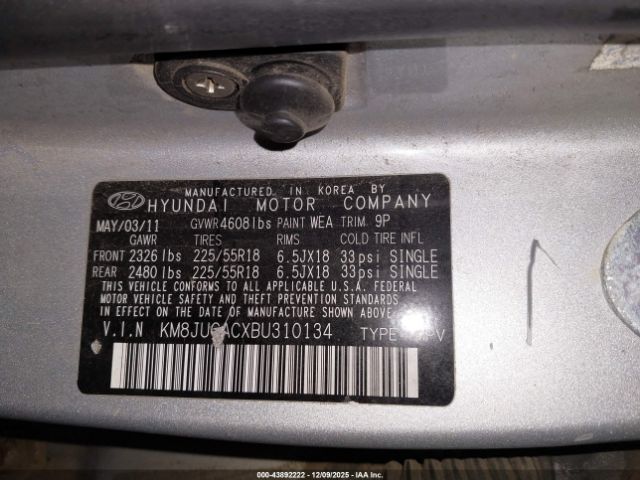 MANUFACTURED IN KOREA BY
HYUNDAI MOTOR COMPANY
MAY/03/11 GVWR 4608lbs PAINT WEA TRIM 9P
GAWR TIRES RIMS COLD TIRE INFL
FRONT 2326lbs 225/55R18 6.5JX18 33psi SINGLE
REAR 2480lbs 225/55R18 6.5JX18 33psi SINGLE
THIS VEHICLE CONFORMS TO ALL APPLICABLE U.S.A. FEDERAL
MOTOR VEHICLE SAFETY AND THEFT PREVENTION STANDARDS
IN EFFECT ON THE DATE OF MANUFACTURE SHOWN ABOVE.
V.I.N TYPE
00-43892222 - 12/09/2025 - IAA Inc.